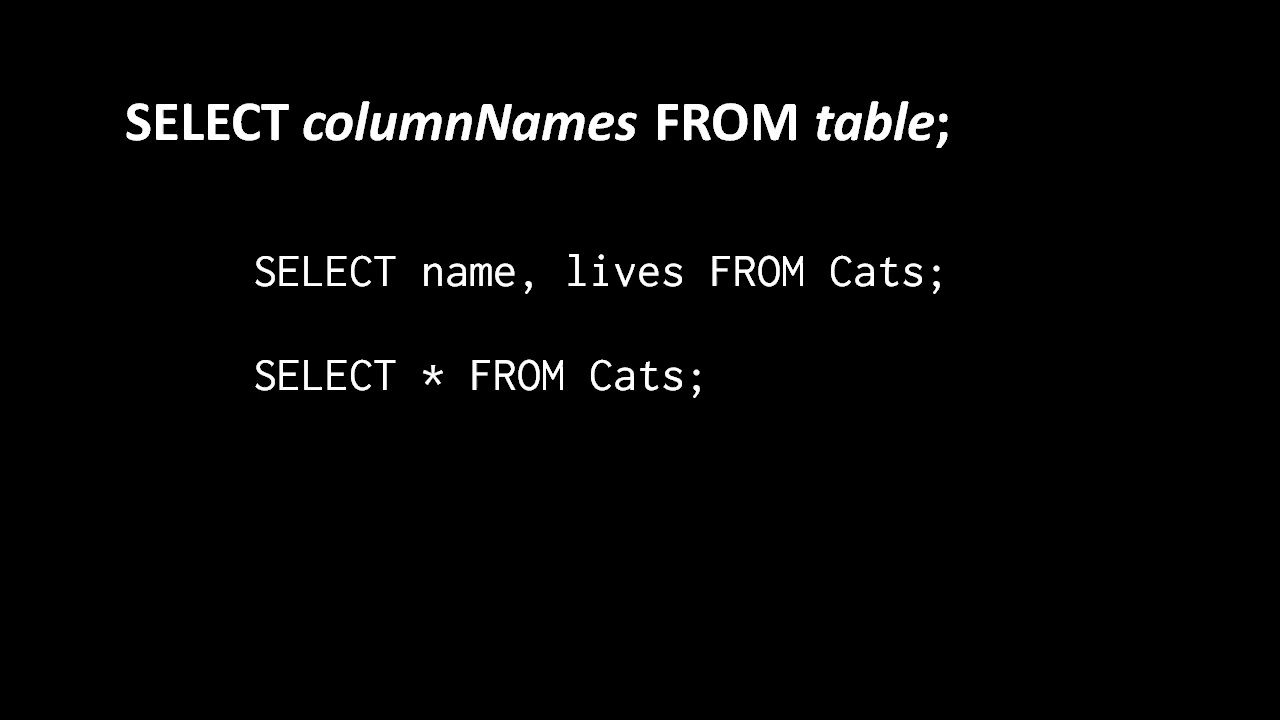 SELECT columnNames FROM table;
SELECT name, lives FROM Cats;
SELECT * FROM Cats;